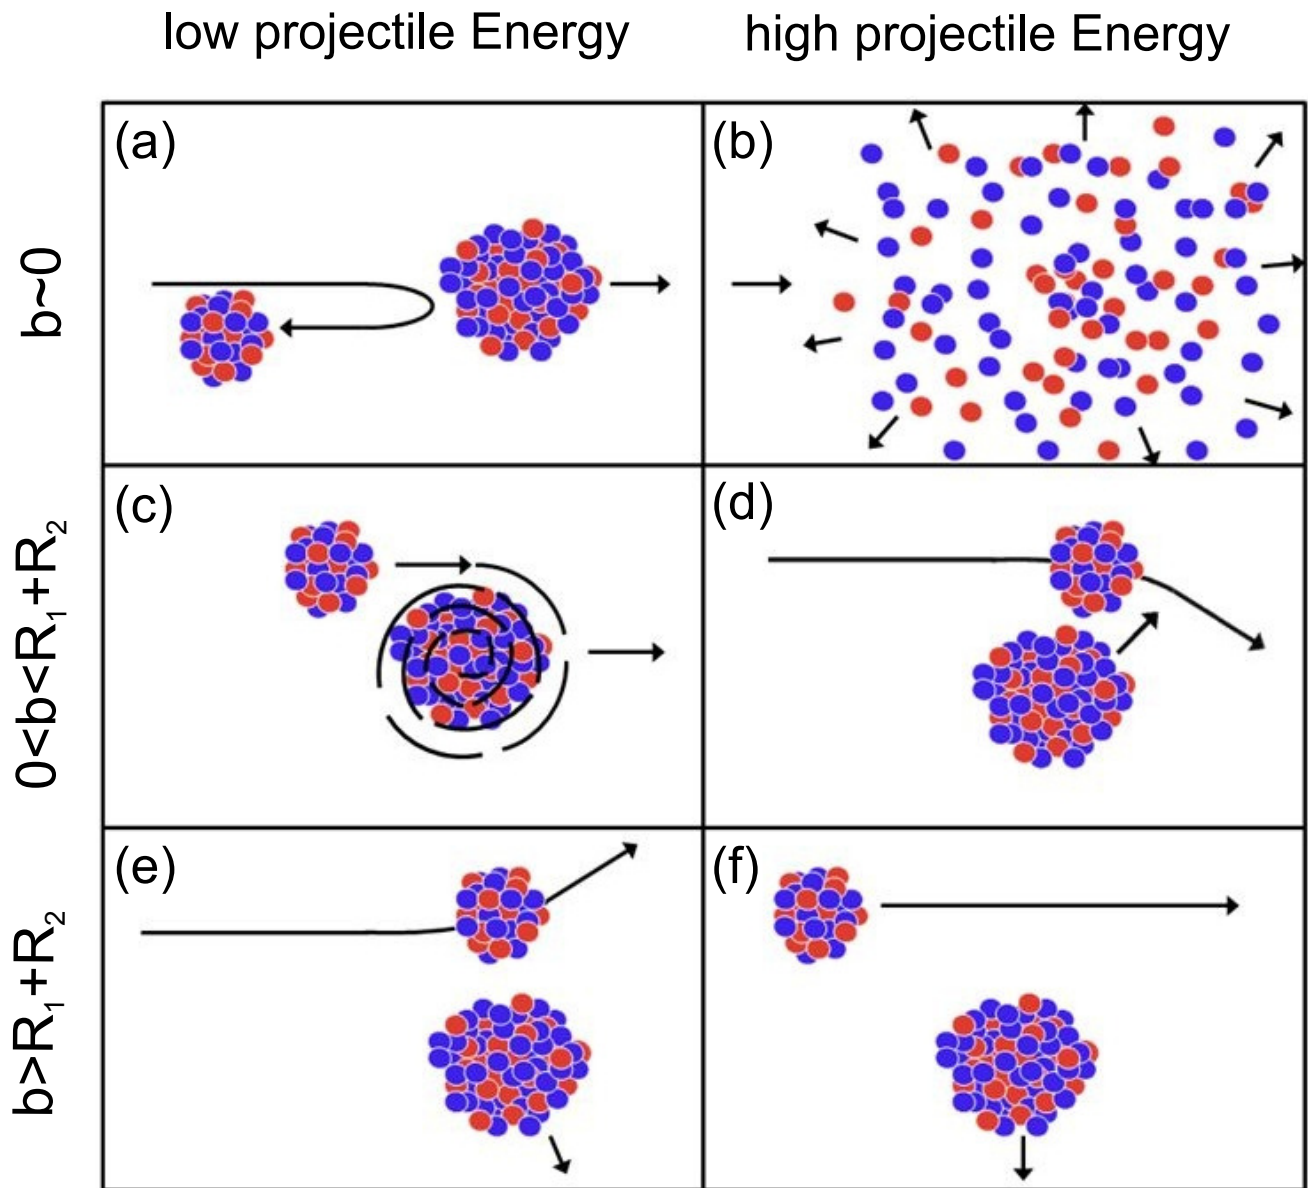 low projectile Energy
high projectile Energy
b~0
(a)
(b)
0<b<R₁+R₂
(c)
(d)
b>R₁+R₂
(e)
(f)